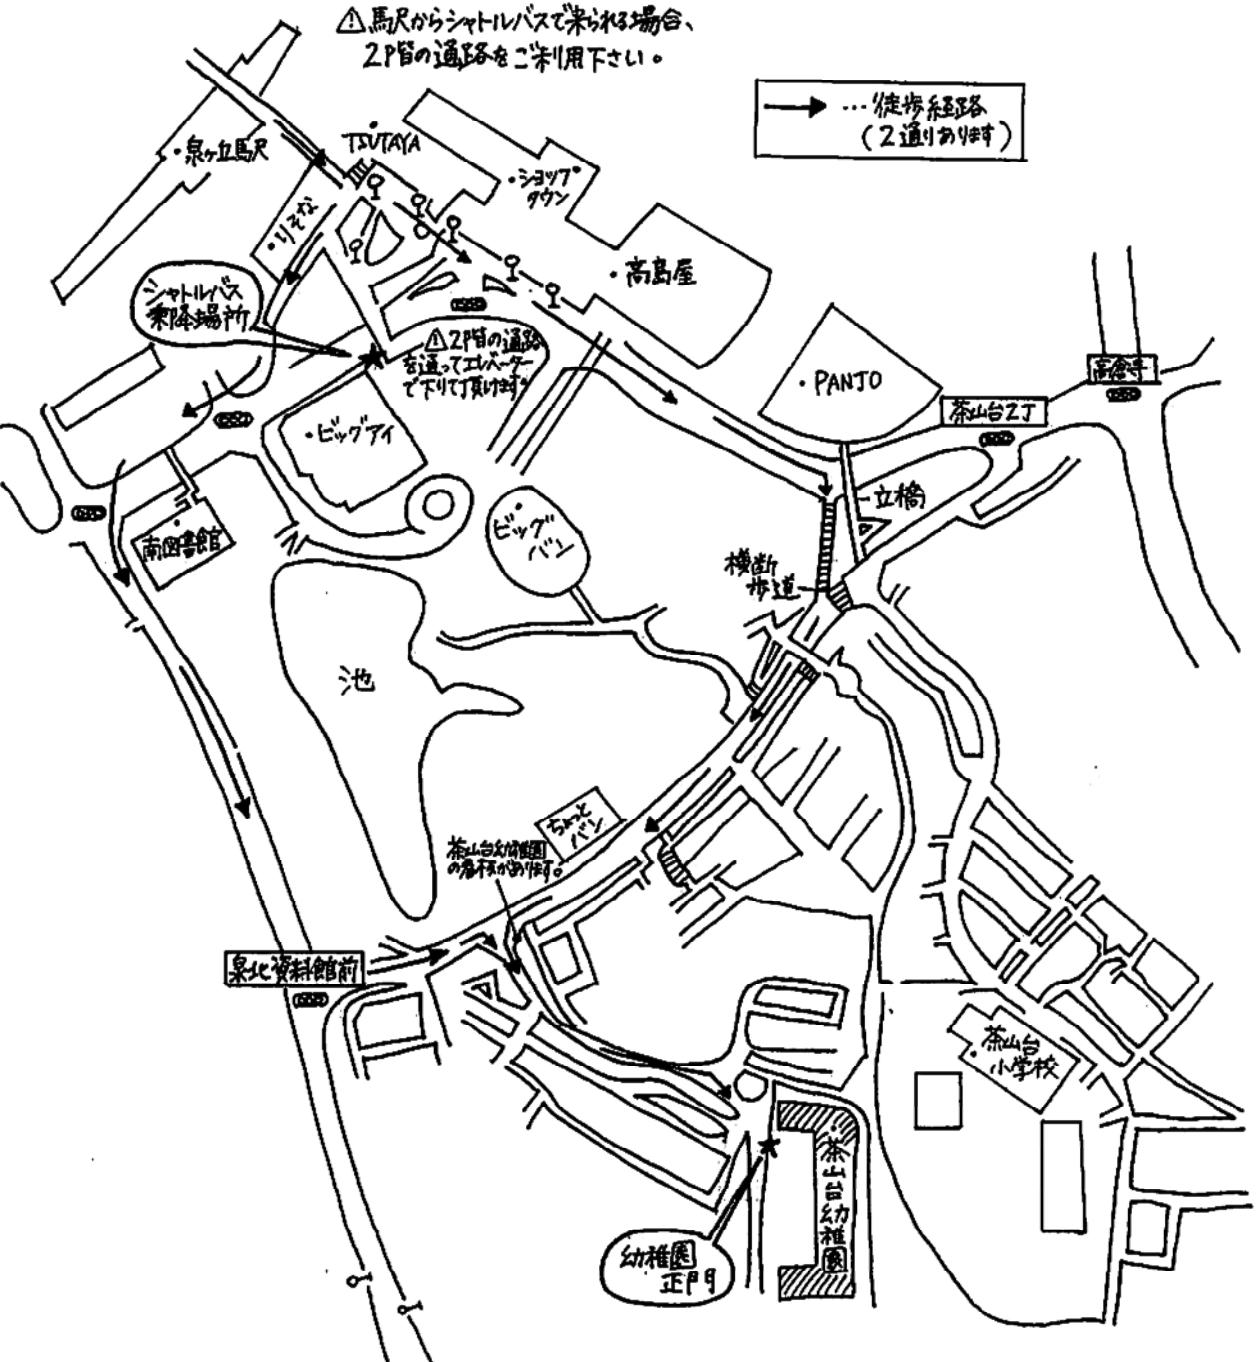 ⚠馬尺からシャトルバスで来られる場合、
2P皆の通路をご利用下さい。
→ …徒歩経路
(2通りあります)
・泉ヶ丘馬尺
TSUTAYA
・ショップ
タウン
・りそな
・高島屋
シャトルバス
乗降場所
⚠2P皆の通路
を通ってエレベーター
で下りて頂けます。
・PANJO
高倉寺
茶山台2丁
・ビッグアイ
立橋
南図書館
ビッグ
バン
横断
歩道
池
ちょっと
バン
茶山台幼稚園
の看板があります。
泉北資料館前
茶山台
小学校
茶山台幼稚園
幼稚園
正門